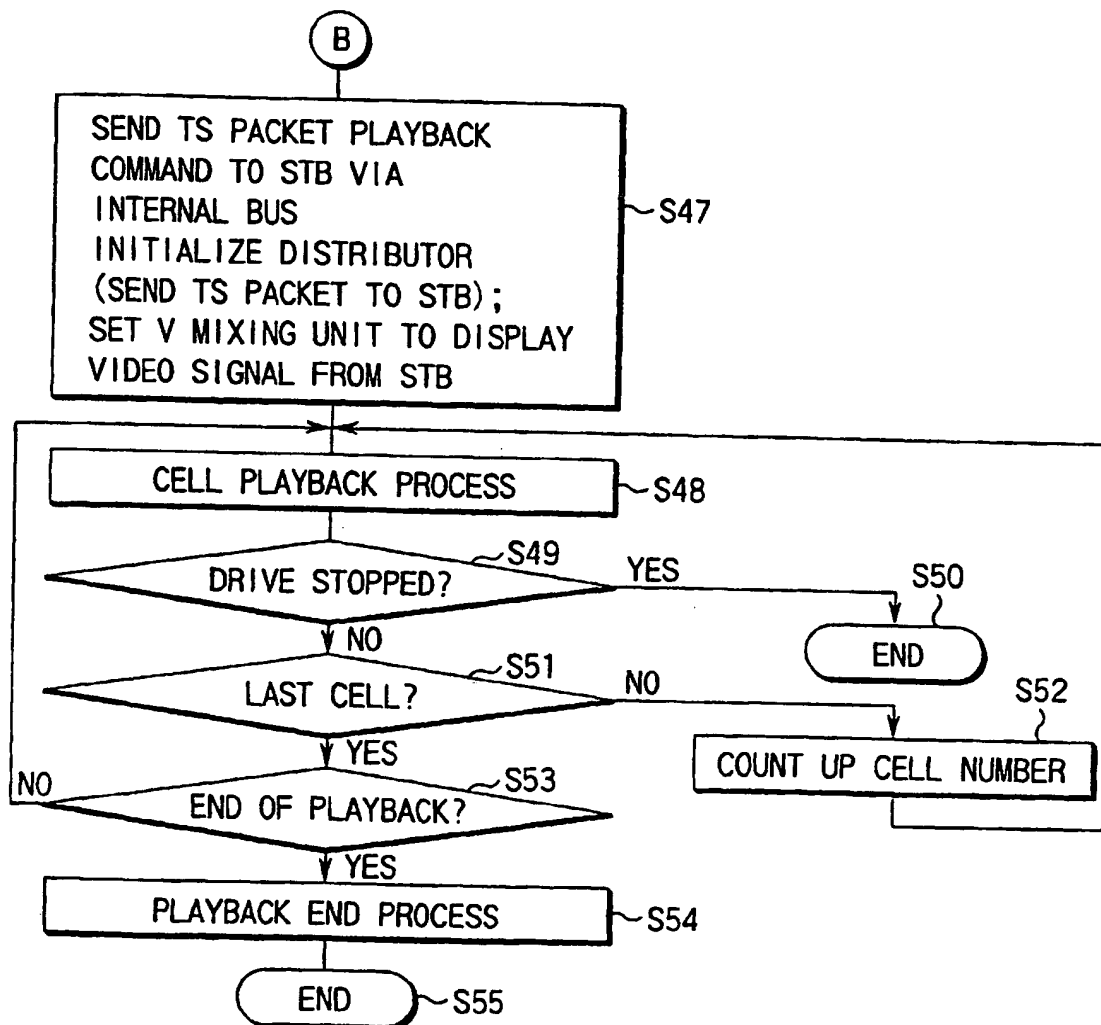 B
SEND TS PACKET PLAYBACK
COMMAND TO STB VIA
INTERNAL BUS
INITIALIZE DISTRIBUTOR
(SEND TS PACKET TO STB);
SET V MIXING UNIT TO DISPLAY
VIDEO SIGNAL FROM STB
S47
CELL PLAYBACK PROCESS
S48
S49
DRIVE STOPPED?
YES
S50
END
NO
S51
LAST CELL?
NO
S52
COUNT UP CELL NUMBER
YES
S53
END OF PLAYBACK?
NO
YES
PLAYBACK END PROCESS
S54
END
S55